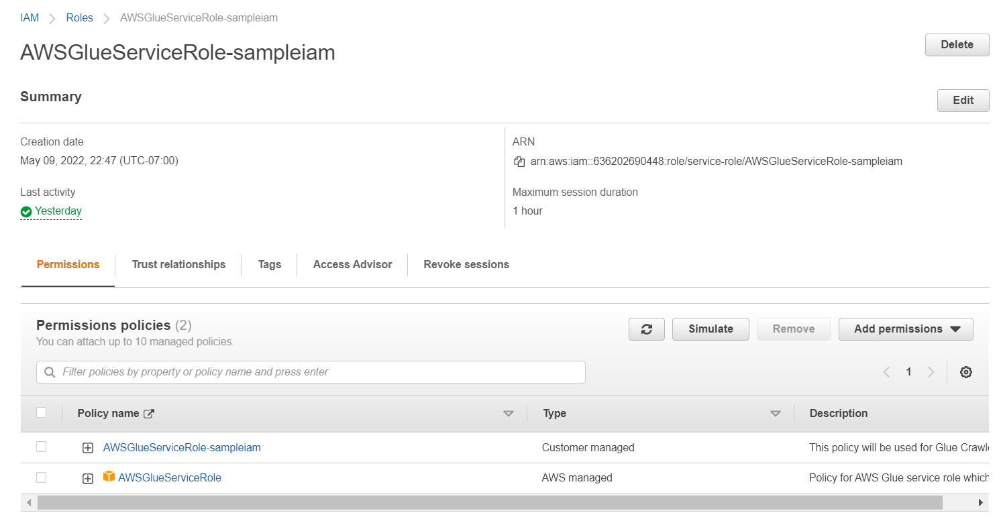 IAM > Roles > AWSGlueServiceRole-sampleiam
AWSGlueServiceRole-sampleiam
Delete
Summary
Edit
Creation date
May 09, 2022, 22:47 (UTC-07:00)
ARN
arn:aws:iam::636202690448:role/service-role/AWSGlueServiceRole-sampleiam
Last activity
Yesterday
Maximum session duration
1 hour
Permissions Trust relationships Tags Access Advisor Revoke sessions
Permissions policies (2)
You can attach up to 10 managed policies.
Simulate Remove Add permissions
Filter policies by property or policy name and press enter
1
Policy name Type Description
AWSGlueServiceRole-sampleiam Customer managed This policy will be used for Glue Crawle
AWSGlueServiceRole AWS managed Policy for AWS Glue service role which